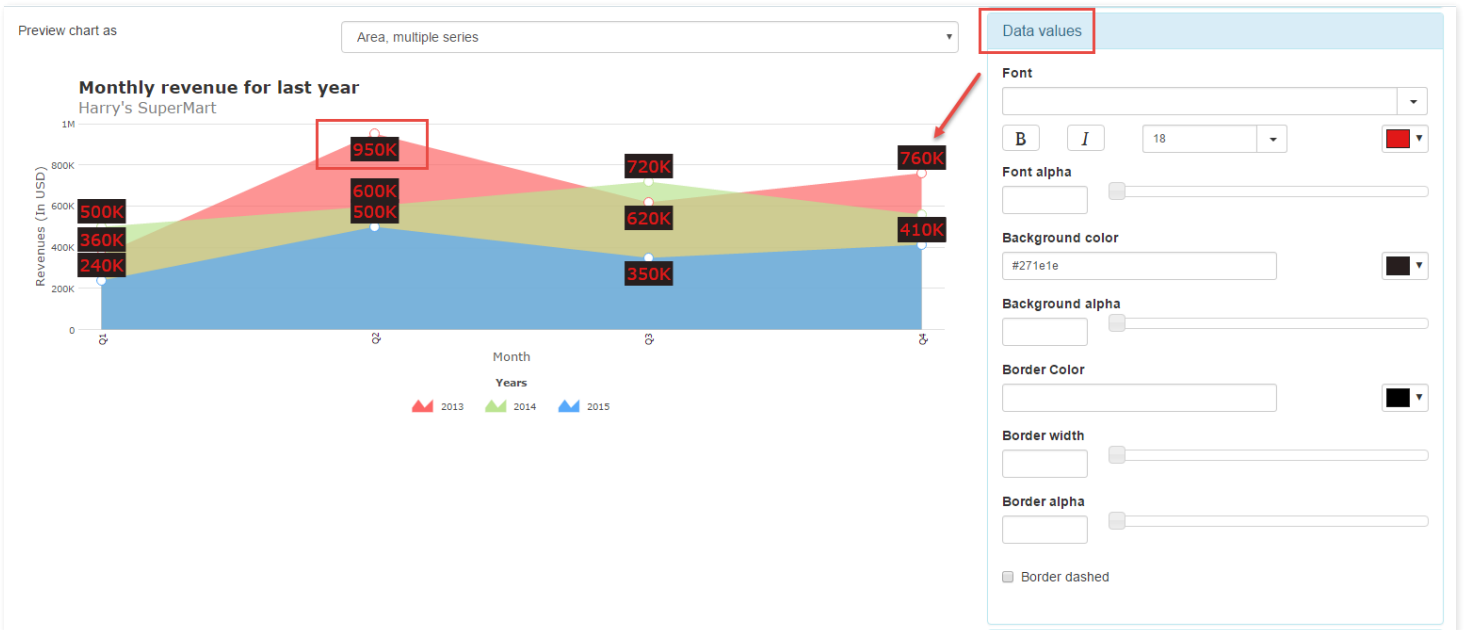 Preview chart as
Area, multiple series
Monthly revenue for last year
Harry's SuperMart
Revenues (In USD)
1M
800K
600K
400K
200K
0
500K
360K
240K
950K
600K
500K
720K
620K
350K
760K
410K
Q1
Q2
Q3
Q4
Month
Years
2013
2014
2015
Data values
Font
B
I
18
Font alpha
Background color
#271e1e
Background alpha
Border Color
Border width
Border alpha
Border dashed